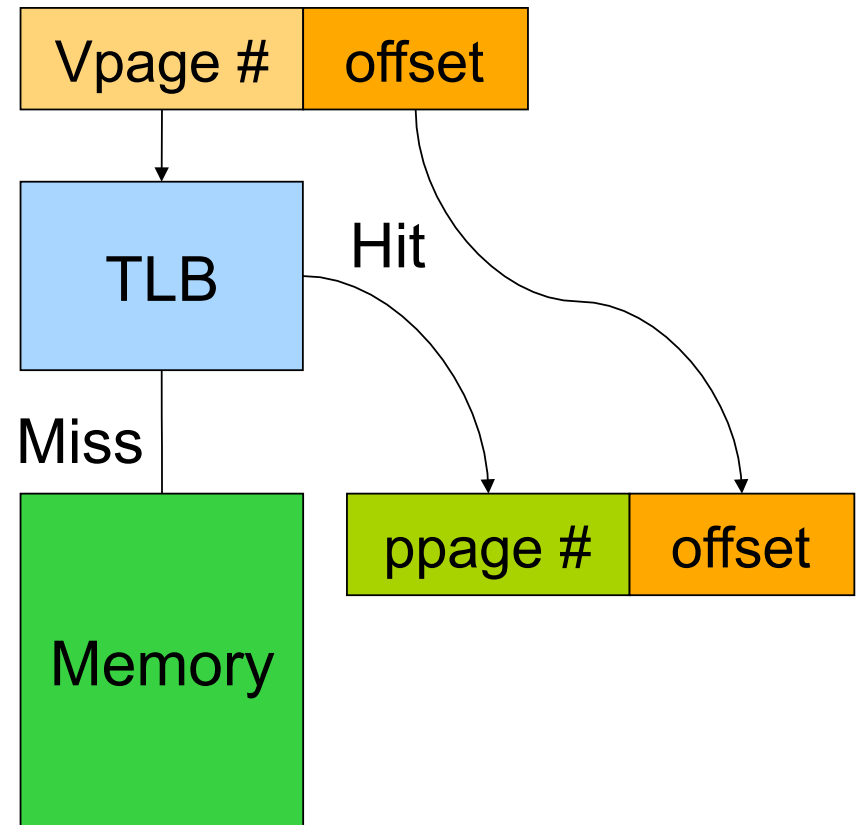 Vpage # offset
TLB
Hit
Miss
ppage # offset
Memory